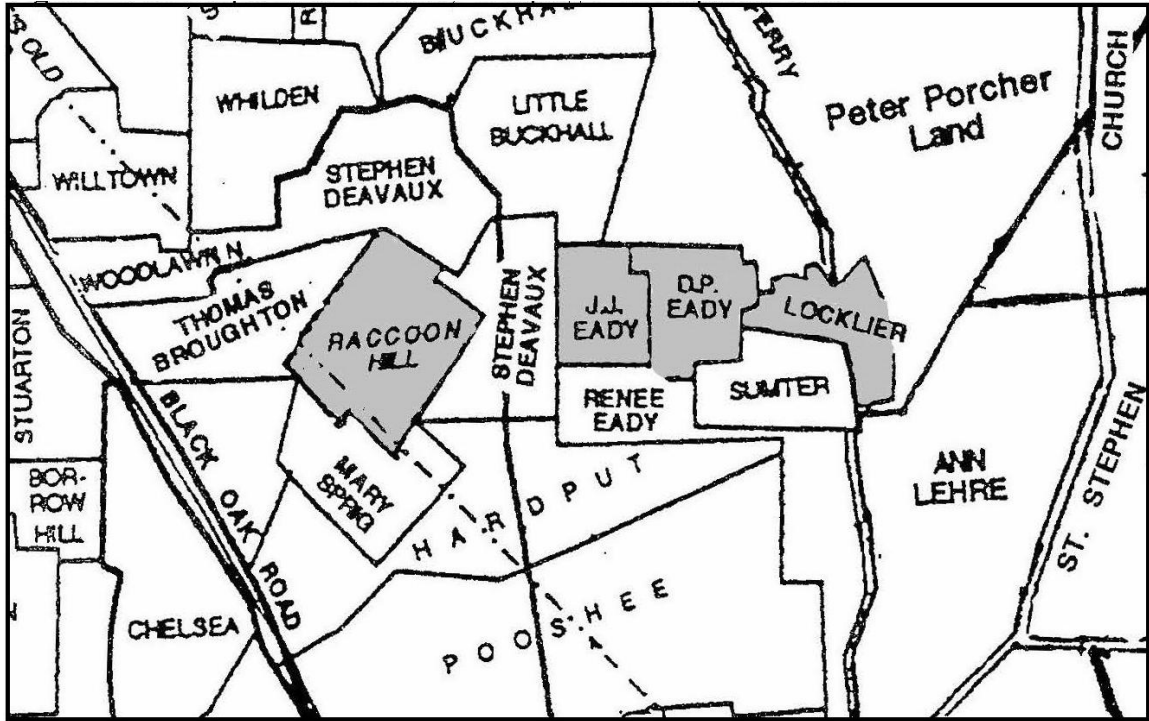 BUCKHA
FERRY
OLD
WHILDEN
LITTLE
BUCKHALL
Peter Porcher
Land
CHURCH
WILLTOWN
STEPHEN
DEAVAUX
WOODLAWN N.
THOMAS
BROUGHTON
RACCOON
HILL
STEPHEN
DEAVAUX
J.J.
EADY
D.P.
EADY
LOCKLIER
STUARTON
RENEE
EADY
SUMTER
BLACK OAK ROAD
BOR-
ROW
HILL
MARY
SPRIG
HARDPUT
ANN
LEHRE
ST. STEPHEN
CHELSEA
POOSHEE